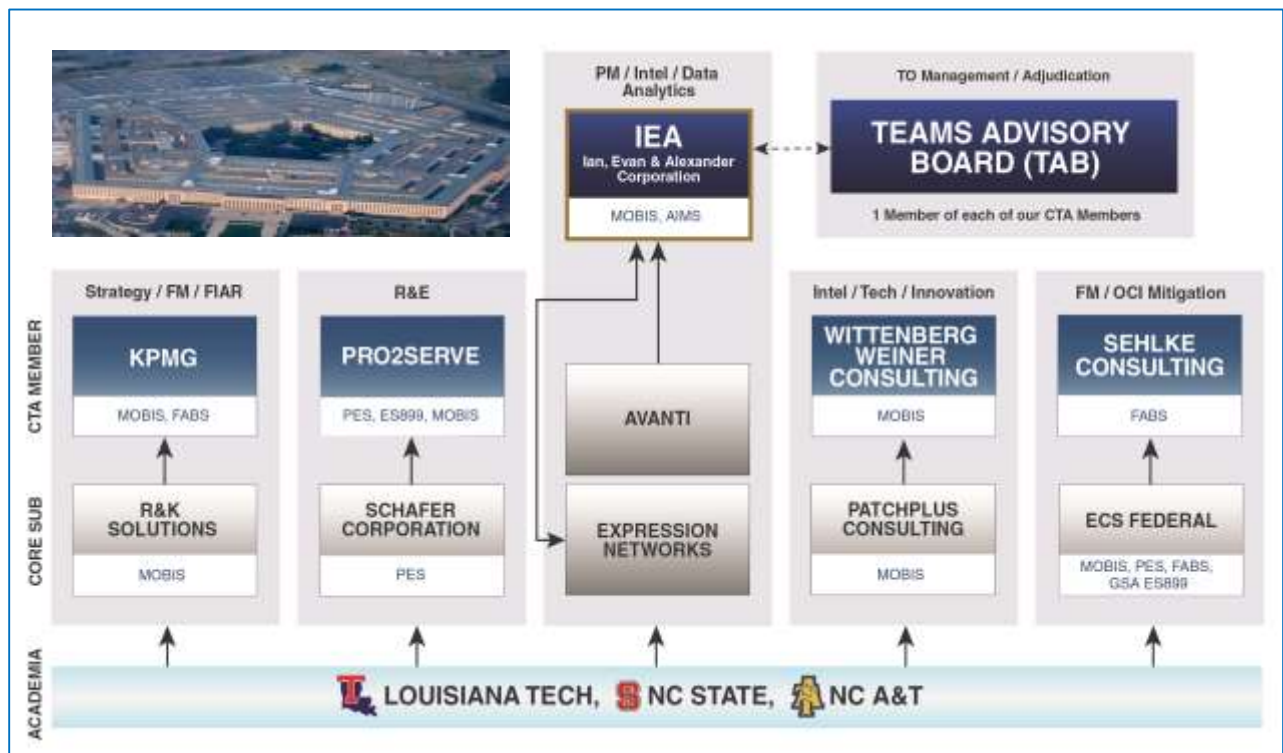 PM / Intel / Data
Analytics
IEA
Ian, Evan & Alexander
Corporation
MOBIS, AIMS
TO Management / Adjudication
TEAMS ADVISORY
BOARD (TAB)
1 Member of each of our CTA Members
CTA MEMBER
Strategy / FM / FIAR
KPMG
MOBIS, FABS
R&E
PRO2SERVE
PES, ES899, MOBIS
AVANTI
Intel / Tech / Innovation
WITTENBERG
WEINER
CONSULTING
MOBIS
FM / OCI Mitigation
SEHLKE
CONSULTING
FABS
CORE SUB
R&K
SOLUTIONS
MOBIS
SCHAFER
CORPORATION
PES
EXPRESSION
NETWORKS
PATCHPLUS
CONSULTING
MOBIS
ECS FEDERAL
MOBIS, PES, FABS,
GSA ES899
ACADEMIA
LOUISIANA TECH, NC STATE, NC A&T